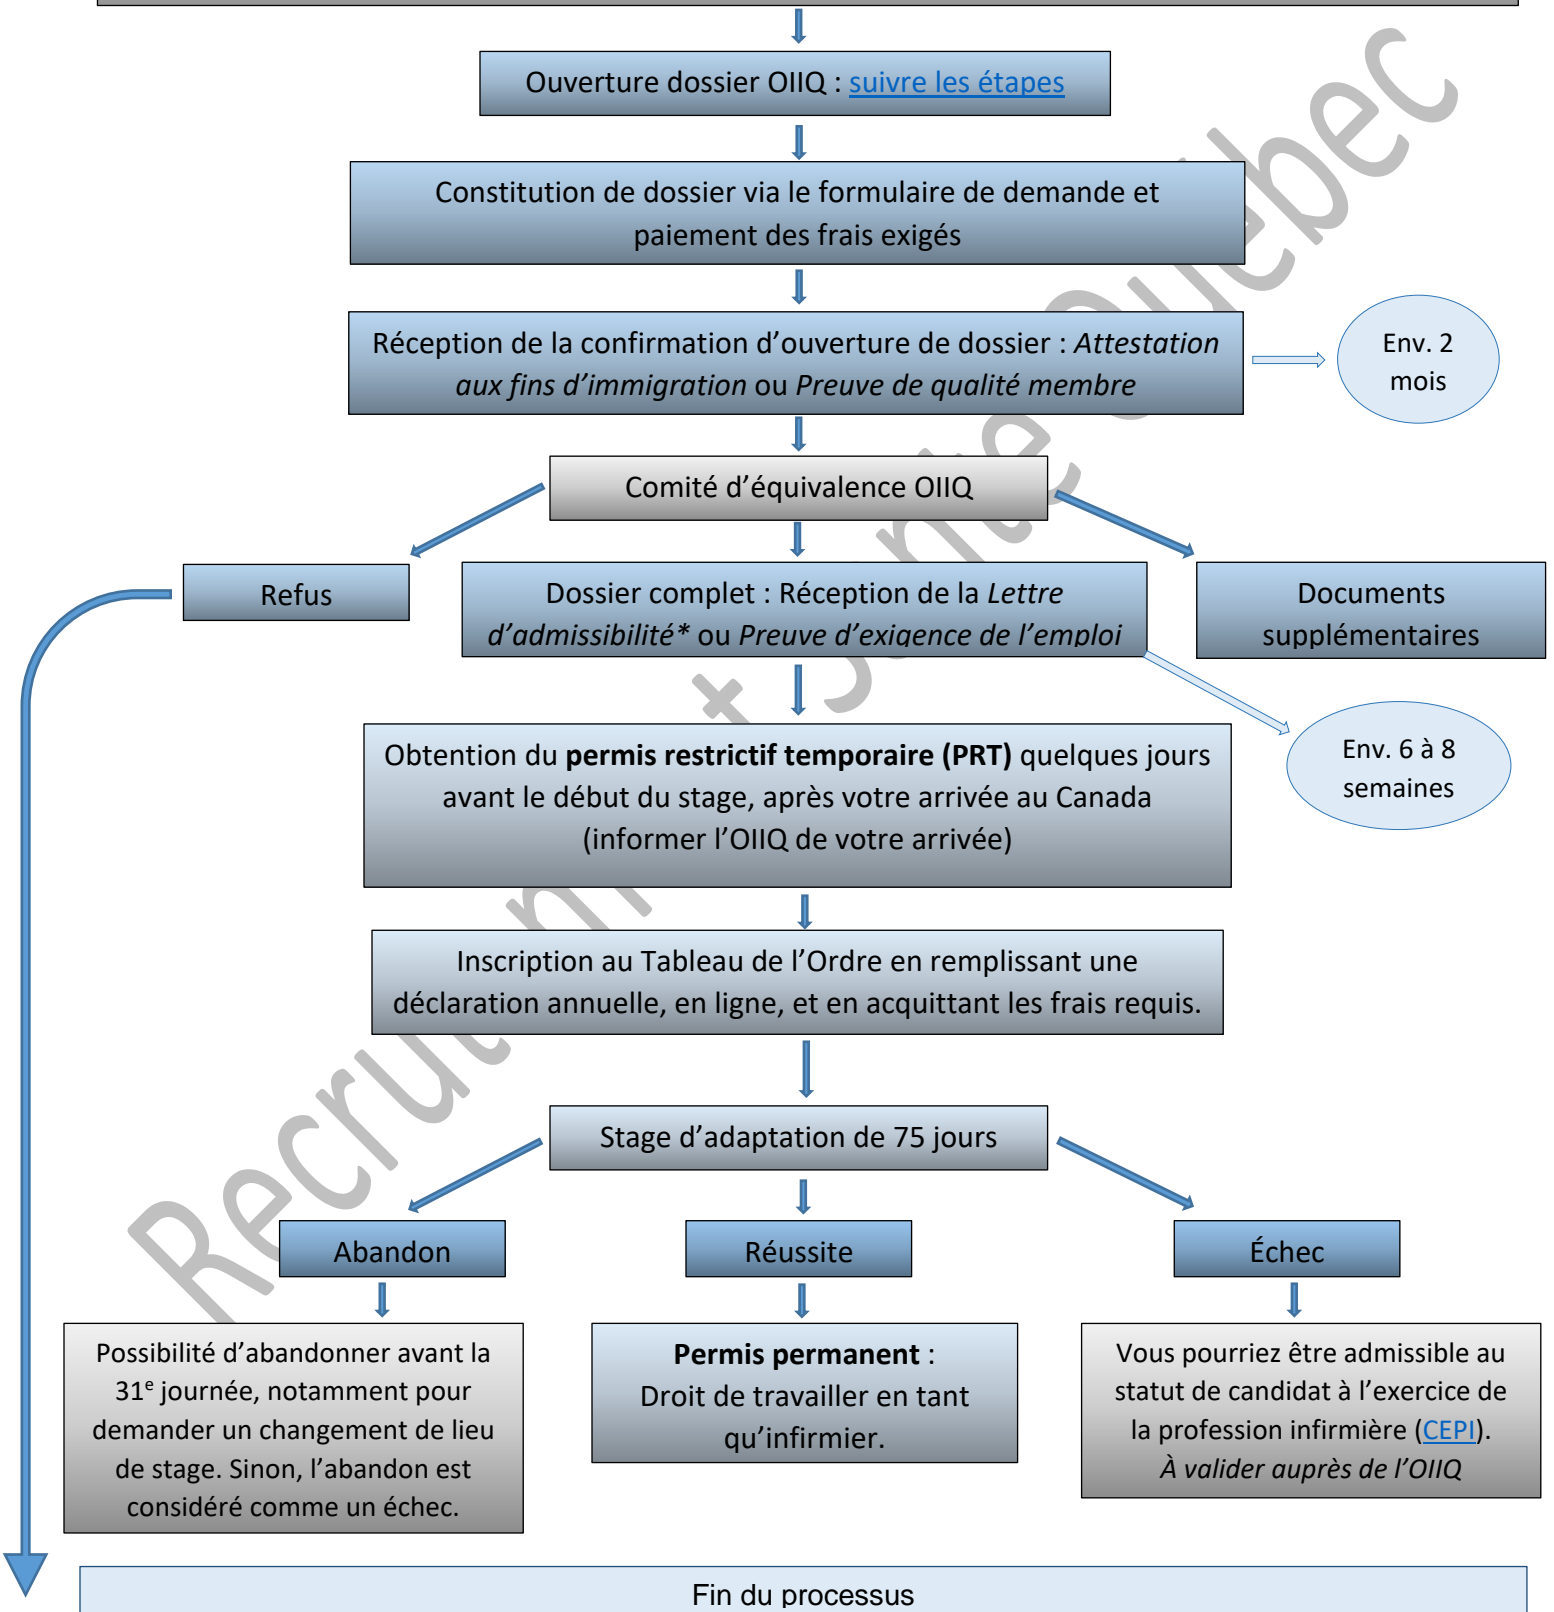 Ouverture dossier OIIQ : suivre les étapes
Constitution de dossier via le formulaire de demande et
paiement des frais exigés
Réception de la confirmation d’ouverture de dossier : Attestation
aux fins d’immigration ou Preuve de qualité membre
Env. 2
mois
Comité d’équivalence OIIQ
Refus
Dossier complet : Réception de la Lettre
d’admissibilité* ou Preuve d’exigence de l’emploi
Documents
supplémentaires
Env. 6 à 8
semaines
Obtention du permis restrictif temporaire (PRT) quelques jours
avant le début du stage, après votre arrivée au Canada
(informer l’OIIQ de votre arrivée)
Inscription au Tableau de l’Ordre en remplissant une
déclaration annuelle, en ligne, et en acquittant les frais requis.
Stage d’adaptation de 75 jours
Abandon
Réussite
Échec
Possibilité d’abandonner avant la
31e journée, notamment pour
demander un changement de lieu
de stage. Sinon, l’abandon est
considéré comme un échec.
Permis permanent :
Droit de travailler en tant
qu’infirmier.
Vous pourriez être admissible au
statut de candidat à l’exercice de
la profession infirmière (CEPI).
À valider auprès de l’OIIQ
Fin du processus